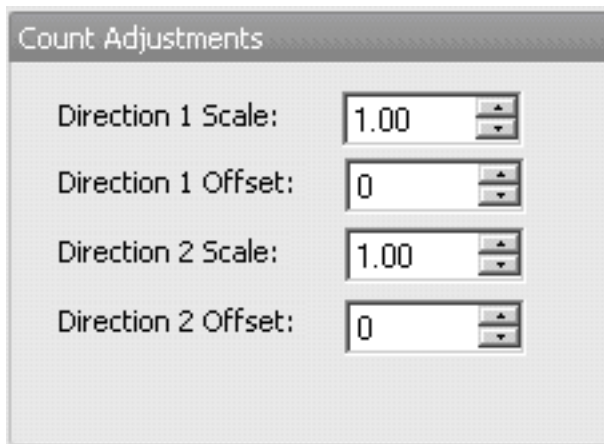 Count Adjustments
Direction 1 Scale: 1.00
Direction 1 Offset: 0
Direction 2 Scale: 1.00
Direction 2 Offset: 0